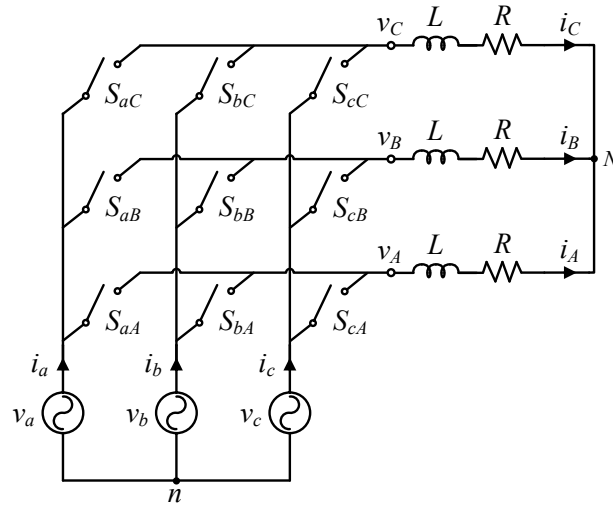 v_C L R i_C
S_aC S_bC S_cC
v_B L R i_B
N
S_aB S_bB S_cB
v_A L R i_A
S_aA S_bA S_cA
i_a i_b i_c
v_a v_b v_c
n